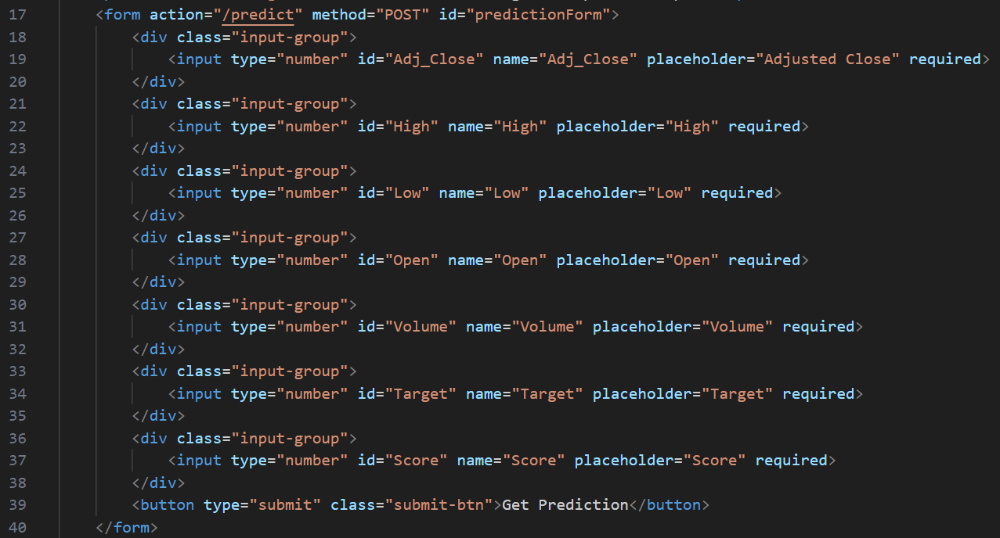 17 <form action="/predict" method="POST" id="predictionForm">
18 <div class="input-group">
19 <input type="number" id="Adj_Close" name="Adj_Close" placeholder="Adjusted Close" required>
20 </div>
21 <div class="input-group">
22 <input type="number" id="High" name="High" placeholder="High" required>
23 </div>
24 <div class="input-group">
25 <input type="number" id="Low" name="Low" placeholder="Low" required>
26 </div>
27 <div class="input-group">
28 <input type="number" id="Open" name="Open" placeholder="Open" required>
29 </div>
30 <div class="input-group">
31 <input type="number" id="Volume" name="Volume" placeholder="Volume" required>
32 </div>
33 <div class="input-group">
34 <input type="number" id="Target" name="Target" placeholder="Target" required>
35 </div>
36 <div class="input-group">
37 <input type="number" id="Score" name="Score" placeholder="Score" required>
38 </div>
39 <button type="submit" class="submit-btn">Get Prediction</button>
40 </form>